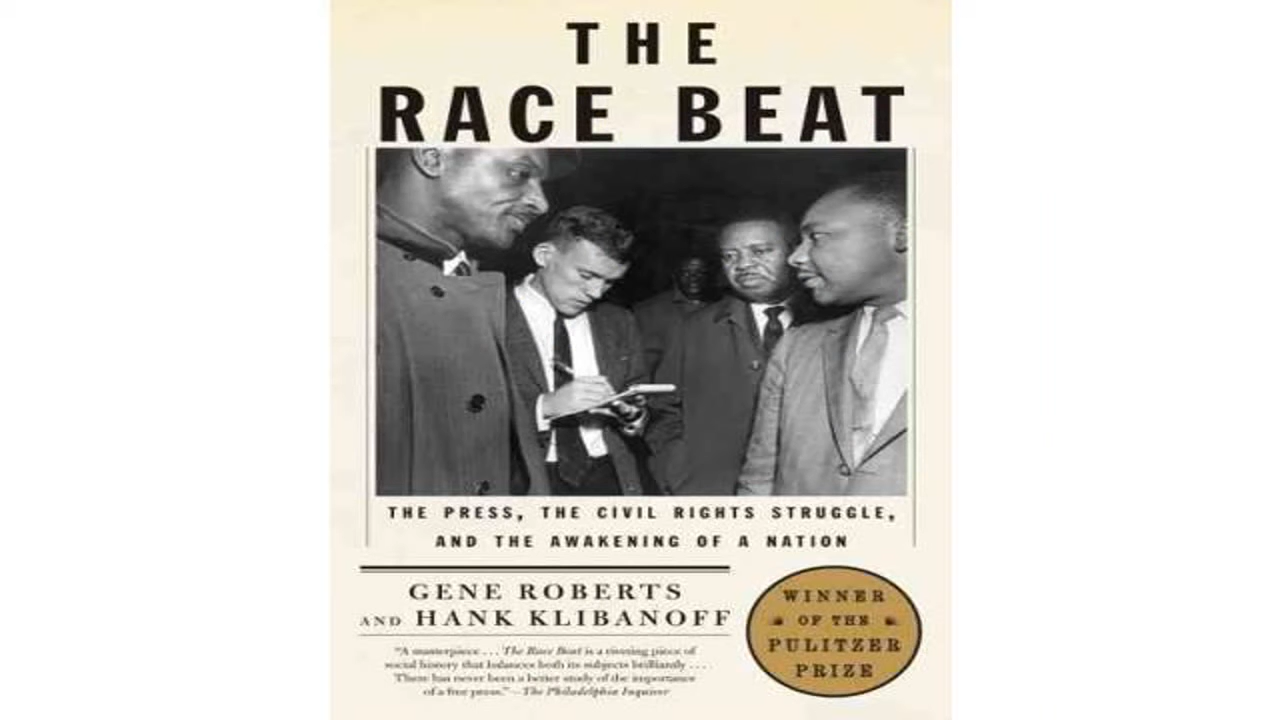 THE
RACE BEAT
THE PRESS, THE CIVIL RIGHTS STRUGGLE,
AND THE AWAKENING OF A NATION
GENE ROBERTS
AND HANK KLIBANOFF
WINNER
OF THE
PULITZER
PRIZE
"A masterpiece . . . The Race Beat is a riveting piece of
social history that balances both its subjects brilliantly . . . .
There has never been a better study of the importance
of a free press." —The Philadelphia Inquirer